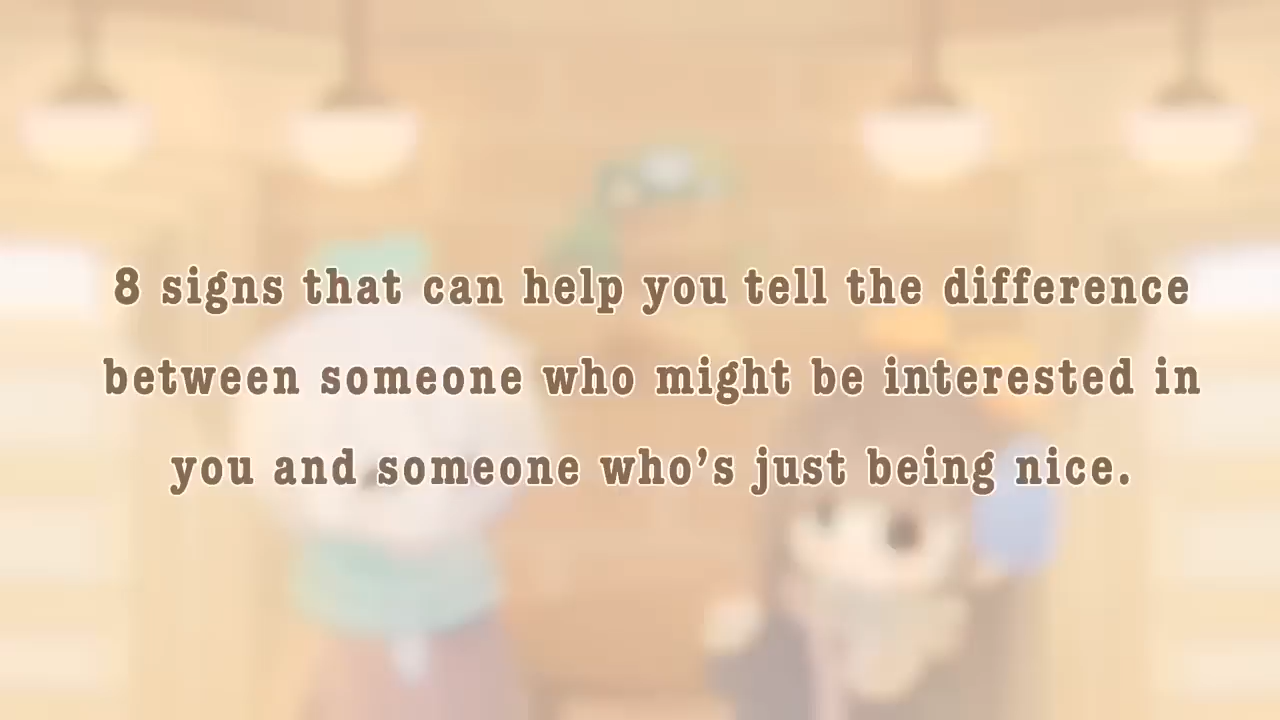 8 signs that can help you tell the difference
between someone who might be interested in
you and someone who’s just being nice.